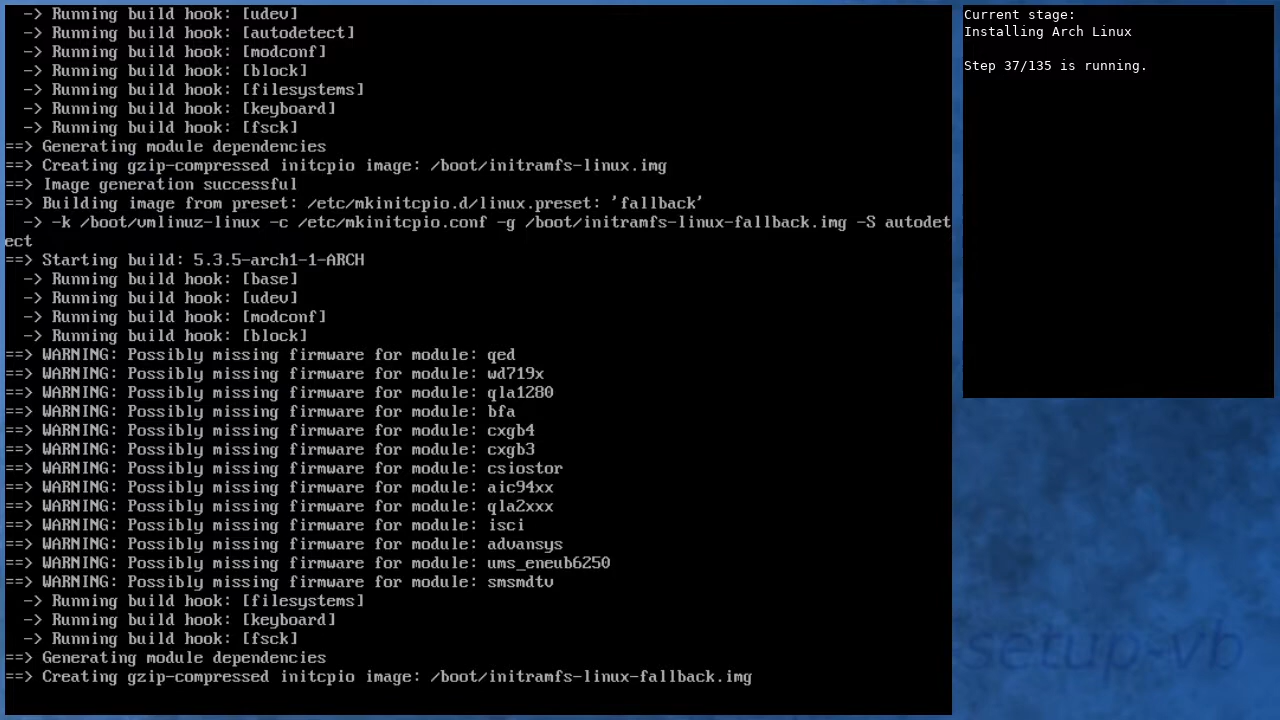 -> Running build hook: [udev]
  -> Running build hook: [autodetect]
  -> Running build hook: [modconf]
  -> Running build hook: [block]
  -> Running build hook: [filesystems]
  -> Running build hook: [keyboard]
  -> Running build hook: [fsck]
==> Generating module dependencies
==> Creating gzip-compressed initcpio image: /boot/initramfs-linux.img
==> Image generation successful
==> Building image from preset: /etc/mkinitcpio.d/linux.preset: 'fallback'
  -> -k /boot/vmlinuz-linux -c /etc/mkinitcpio.conf -g /boot/initramfs-linux-fallback.img -S autodet
ect
==> Starting build: 5.3.5-arch1-1-ARCH
  -> Running build hook: [base]
  -> Running build hook: [udev]
  -> Running build hook: [modconf]
  -> Running build hook: [block]
==> WARNING: Possibly missing firmware for module: qed
==> WARNING: Possibly missing firmware for module: wd719x
==> WARNING: Possibly missing firmware for module: qla1280
==> WARNING: Possibly missing firmware for module: bfa
==> WARNING: Possibly missing firmware for module: cxgb4
==> WARNING: Possibly missing firmware for module: cxgb3
==> WARNING: Possibly missing firmware for module: csiostor
==> WARNING: Possibly missing firmware for module: aic94xx
==> WARNING: Possibly missing firmware for module: qla2xxx
==> WARNING: Possibly missing firmware for module: isci
==> WARNING: Possibly missing firmware for module: advansys
==> WARNING: Possibly missing firmware for module: ums_eneub6250
==> WARNING: Possibly missing firmware for module: smsmdtv
  -> Running build hook: [filesystems]
  -> Running build hook: [keyboard]
  -> Running build hook: [fsck]
==> Generating module dependencies
==> Creating gzip-compressed initcpio image: /boot/initramfs-linux-fallback.img
Current stage:
Installing Arch Linux
Step 37/135 is running.
setup-vb